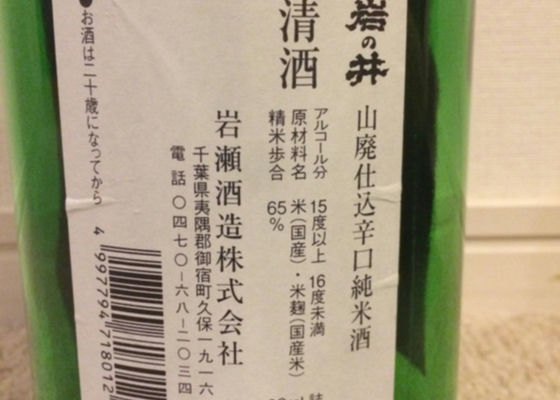 岩の井
山廃仕込辛口純米酒
清酒
アルコール分 15度以上 16度未満
原材料名 米(国産)・米麹(国産米)
精米歩合 65%
岩瀬酒造株式会社
千葉県夷隅郡御宿町久保一九一六
電話 〇四七〇－六八－二〇三四
●お酒は二十歳になってから
4 997794 718012